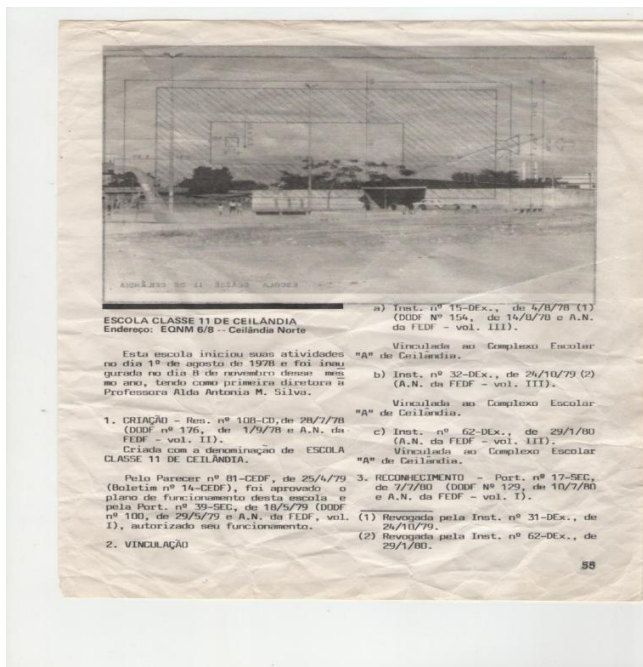 ESCOLA CLASSE 11 DE CEILÂNDIA
ESCOLA CLASSE 11 DE CEILÂNDIA
Endereço: EQNM 6/8 -- Ceilândia Norte
Esta escola iniciou suas atividades
no dia 1º de agosto de 1978 e foi inau
gurada no dia 8 de novembro desse mes
mo ano, tendo como primeira diretora a
Professora Alda Antonia M. Silva.
1. CRIAÇÃO - Res. nº 108-CD, de 28/7/78
(DODF nº 176, de 1/9/78 e A.N. da
FEDF - vol. II).
Criada com a denominação de ESCOLA
CLASSE 11 DE CEILÂNDIA.
Pelo Parecer nº 81-CEDF, de 25/4/79
(Boletim nº 14-CEDF), foi aprovado o
plano de funcionamento desta escola e
pela Port. nº 39-SEC, de 18/5/79 (DODF
nº 100, de 29/5/79 e A.N. da FEDF, vol.
I), autorizado seu funcionamento.
2. VINCULAÇÃO
a) Inst. nº 15-DEx., de 4/8/78 (1)
(DODF Nº 154, de 14/8/78 e A.N.
da FEDF - vol. III).
Vinculada ao Complexo Escolar
"A" de Ceilândia.
b) Inst. nº 32-DEx., de 24/10/79 (2)
(A.N. da FEDF - vol. III).
Vinculada ao Complexo Escolar
"A" de Ceilândia.
c) Inst. nº 62-DEx., de 29/1/80
(A.N. da FEDF - vol. III).
Vinculada ao Complexo Escolar
"A" de Ceilândia.
3. RECONHECIMENTO - Port. nº 17-SEC,
de 7/7/80 (DODF Nº 129, de 10/7/80
e A.N. da FEDF - vol. I).
(1) Revogada pela Inst. nº 31-DEx., de
24/10/79.
(2) Revogada pela Inst. nº 62-DEx., de
29/1/80.
55